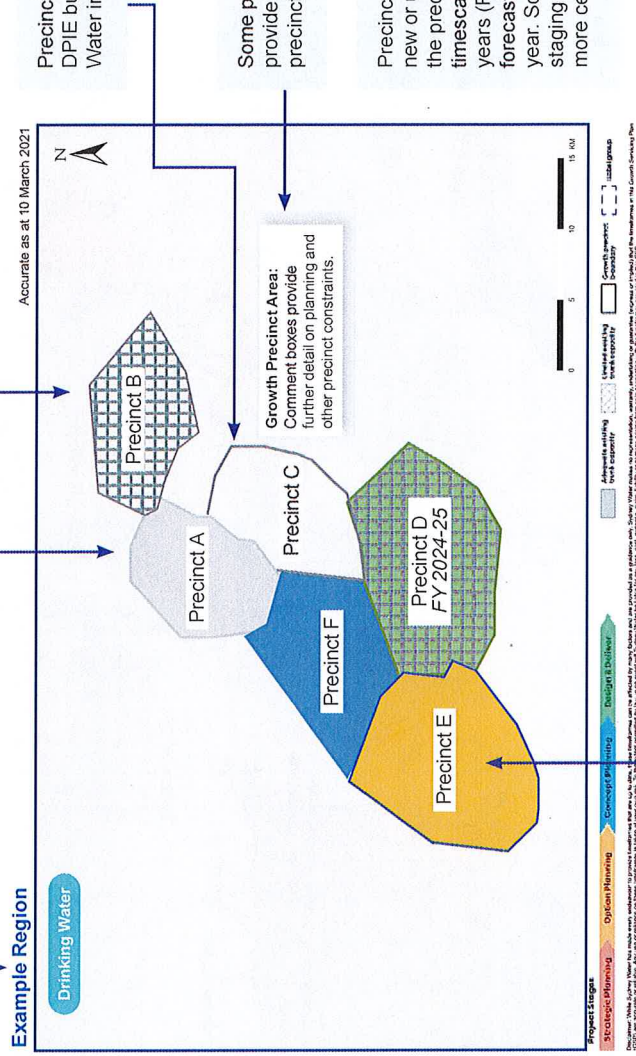 Example Region
Accurate as at 10 March 2021
Drinking Water
N
Precinct B
Precinct A
Precinct C
Growth Precinct Area:
Comment boxes provide
further detail on planning and
other precinct constraints.
Precinct F
Precinct D
FY 2024-25
Precinct E
0 5 10 15 KM
Project Stages
Strategic Planning
Option Planning
Concept Planning
Design & Deliver
Adequate existing
trunk capacity
Limited existing
trunk capacity
Growth precinct
boundary
Precinc
DPIE bu
Water in
Some p
provide
precinct
Precinc
new or
the prec
timesca
years (F
forecas
year. So
staging
more ce